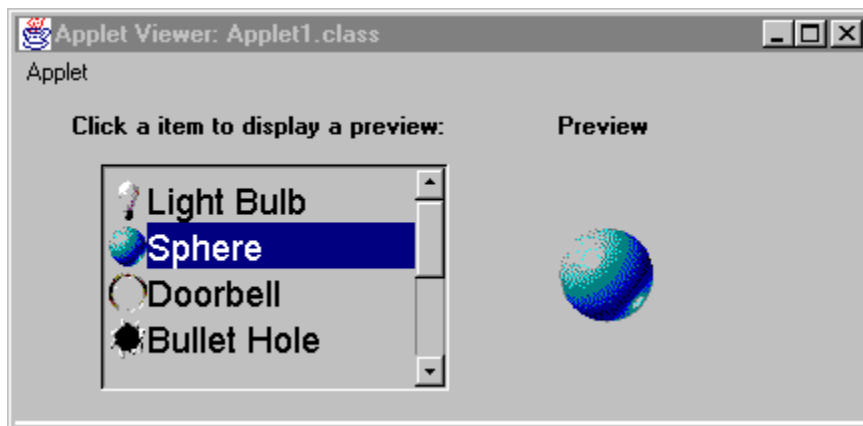 Applet Viewer: Applet1.class
Applet
Click a item to display a preview:
Preview
Light Bulb
Sphere
Doorbell
Bullet Hole